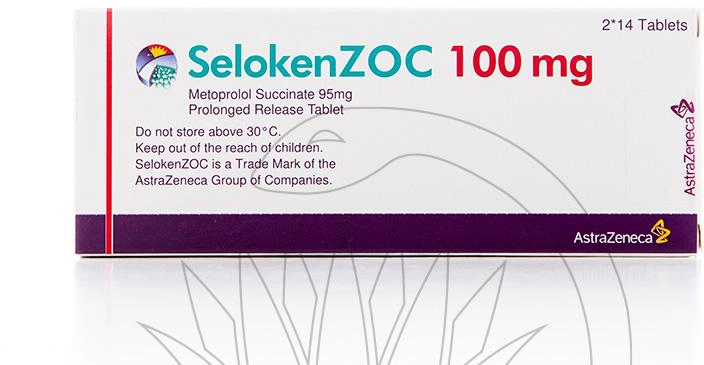 2*14 Tablets
SelokenZOC 100 mg
Metoprolol Succinate 95mg
Prolonged Release Tablet
Do not store above 30°C.
Keep out of the reach of children.
SelokenZOC is a Trade Mark of the
AstraZeneca Group of Companies.
AstraZeneca
AstraZeneca